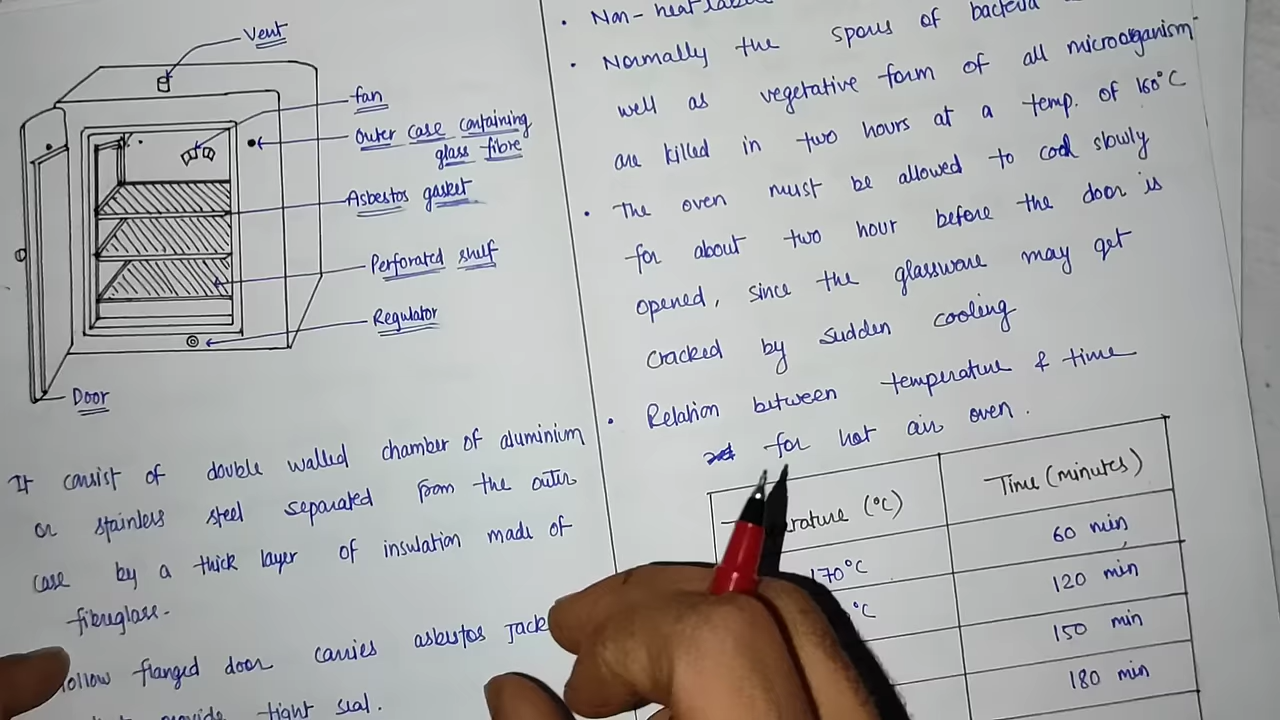 Vent
fan
Outer case containing
glass fibre
Asbestos gasket
Perforated shelf
Regulator
Door
It consist of double walled chamber of aluminium
or stainless steel separated from the outer
case by a thick layer of insulation made of
fibreglass.
flanged door carries asbestos
provide tight seal.
• Non-heat
• Normally the spores of bacteria
well as vegetative form of all microorganism
are killed in two hours at a temp. of 160°C
• The oven must be allowed to cool slowly
for about two hour before the door is
opened, since the glassware may get
cracked by sudden cooling
• Relation between temperature & time
for hot air oven.
(°C) Time (minutes)
170°C 60 min
°C 120 min
150 min
180 min